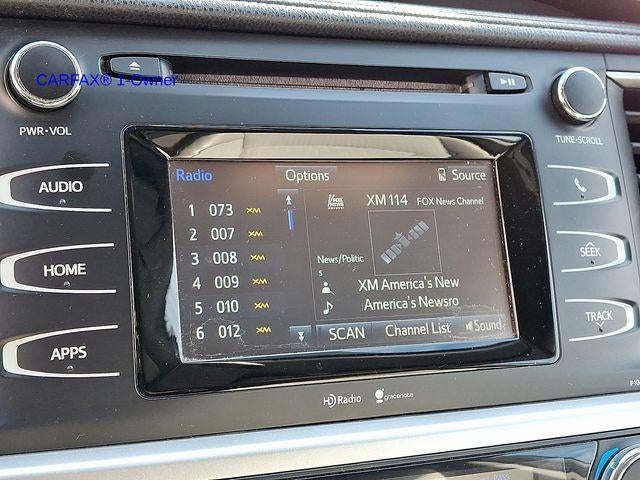 CARFAX® 1-Owner
PWR•VOL
TUNE•SCROLL
AUDIO
HOME
APPS
SEEK
TRACK
Radio Options Source
1 073 XM
2 007 XM
3 008 XM
4 009 XM
5 010 XM
6 012 XM
FOX NEWS XM 114 FOX News Channel
News/Politic
s
XM America's New
America's Newsro
SCAN Channel List Sound
HD Radio gracenote